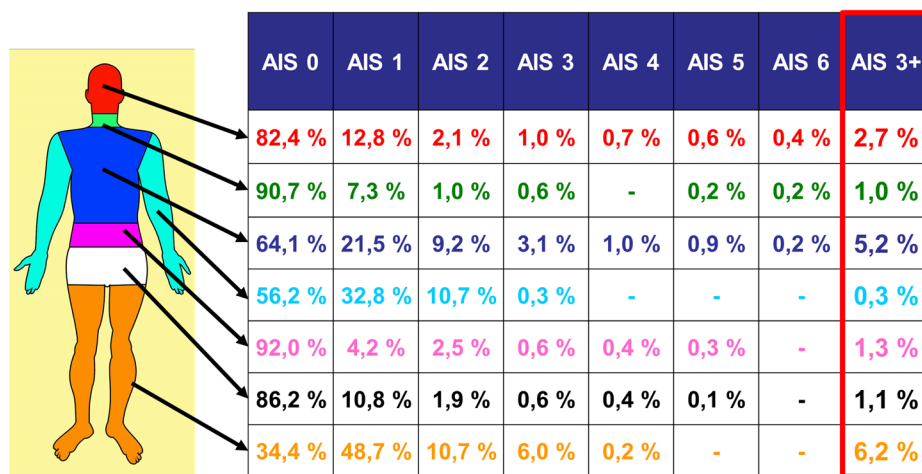 AIS 0 AIS 1 AIS 2 AIS 3 AIS 4 AIS 5 AIS 6 AIS 3+
82,4 % 12,8 % 2,1 % 1,0 % 0,7 % 0,6 % 0,4 % 2,7 %
90,7 % 7,3 % 1,0 % 0,6 % - 0,2 % 0,2 % 1,0 %
64,1 % 21,5 % 9,2 % 3,1 % 1,0 % 0,9 % 0,2 % 5,2 %
56,2 % 32,8 % 10,7 % 0,3 % - - - 0,3 %
92,0 % 4,2 % 2,5 % 0,6 % 0,4 % 0,3 % - 1,3 %
86,2 % 10,8 % 1,9 % 0,6 % 0,4 % 0,1 % - 1,1 %
34,4 % 48,7 % 10,7 % 6,0 % 0,2 % - - 6,2 %